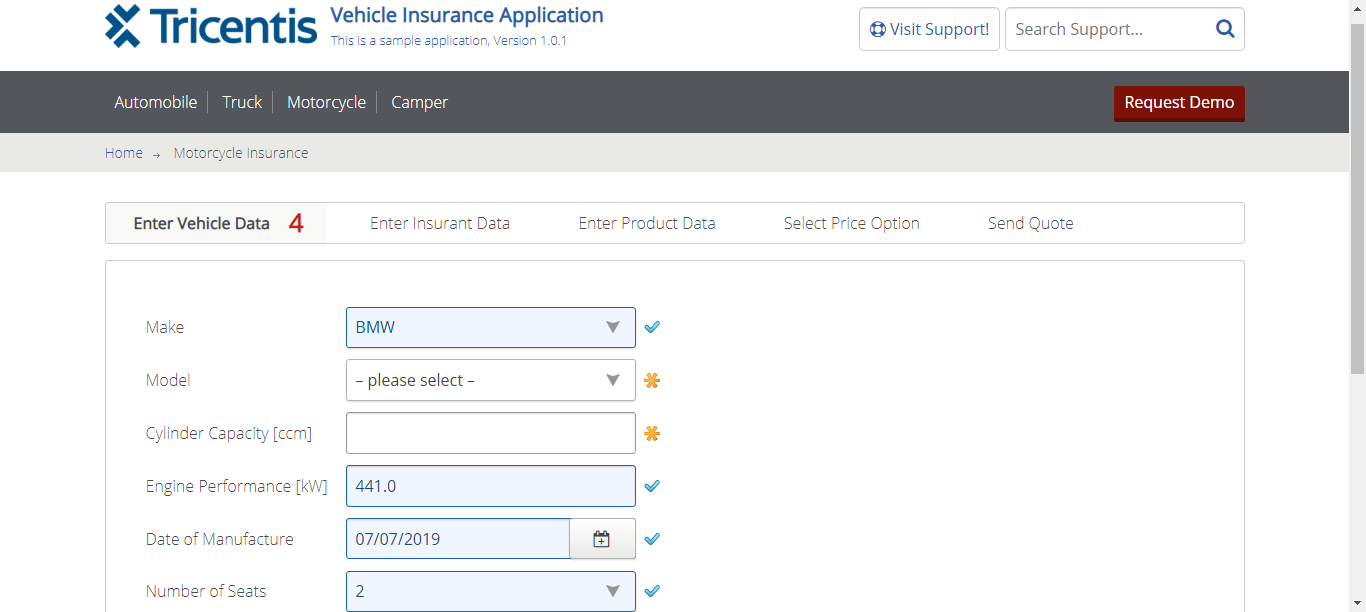 Tricentis
Vehicle Insurance Application
This is a sample application, Version 1.0.1
Visit Support!
Search Support...
Automobile
Truck
Motorcycle
Camper
Request Demo
Home → Motorcycle Insurance
Enter Vehicle Data 4
Enter Insurant Data
Enter Product Data
Select Price Option
Send Quote
Make
BMW
Model
– please select –
Cylinder Capacity [ccm]
Engine Performance [kW]
441.0
Date of Manufacture
07/07/2019
Number of Seats
2